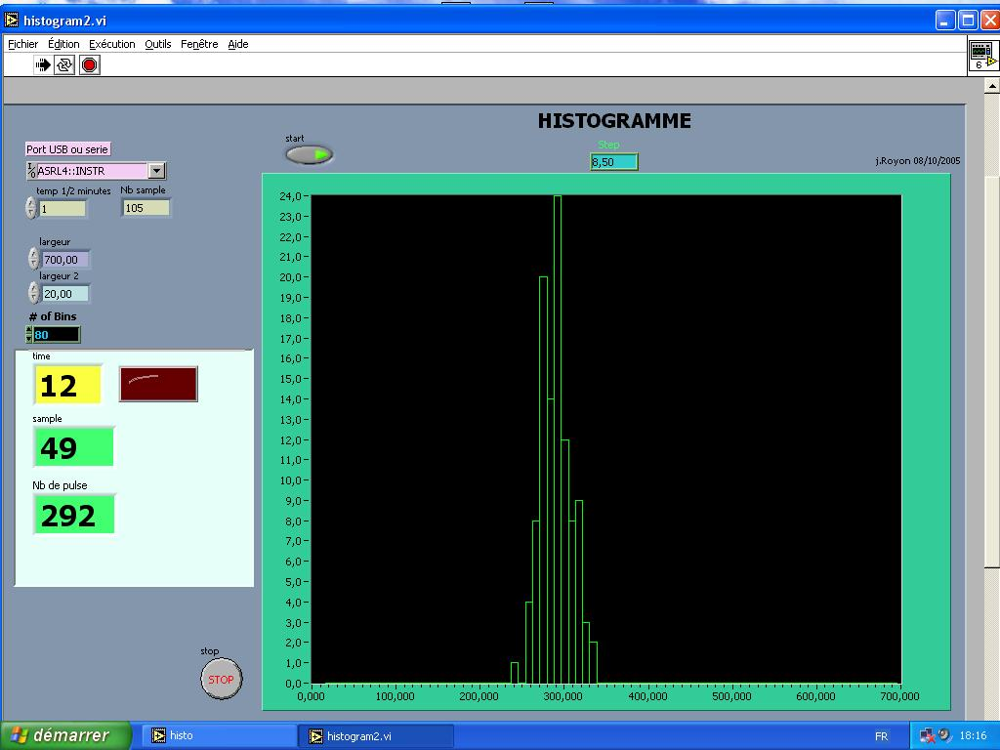 histogram2.vi
Fichier Édition Exécution Outils Fenêtre Aide
6
HISTOGRAMME
start
Step
8,50
j.Royon 08/10/2005
Port USB ou serie
I/0 ASRL4::INSTR
temp 1/2 minutes
1
Nb sample
105
largeur
700,00
largeur 2
20,00
# of Bins
80
time
12
sample
49
Nb de pulse
292
stop
STOP
24,0
23,0
22,0
21,0
20,0
19,0
18,0
17,0
16,0
15,0
14,0
13,0
12,0
11,0
10,0
9,0
8,0
7,0
6,0
5,0
4,0
3,0
2,0
1,0
0,0
0,000 100,000 200,000 300,000 400,000 500,000 600,000 700,000
démarrer histo histogram2.vi FR 18:16